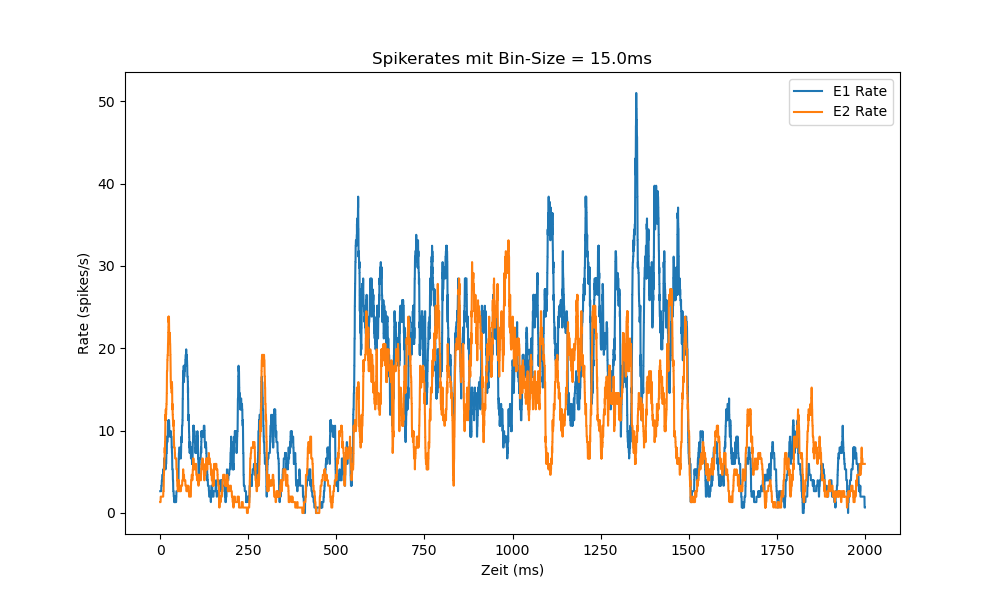 Spikerates mit Bin-Size = 15.0ms
E1 Rate
E2 Rate
Rate (spikes/s)
50
40
30
20
10
0
0 250 500 750 1000 1250 1500 1750 2000
Zeit (ms)